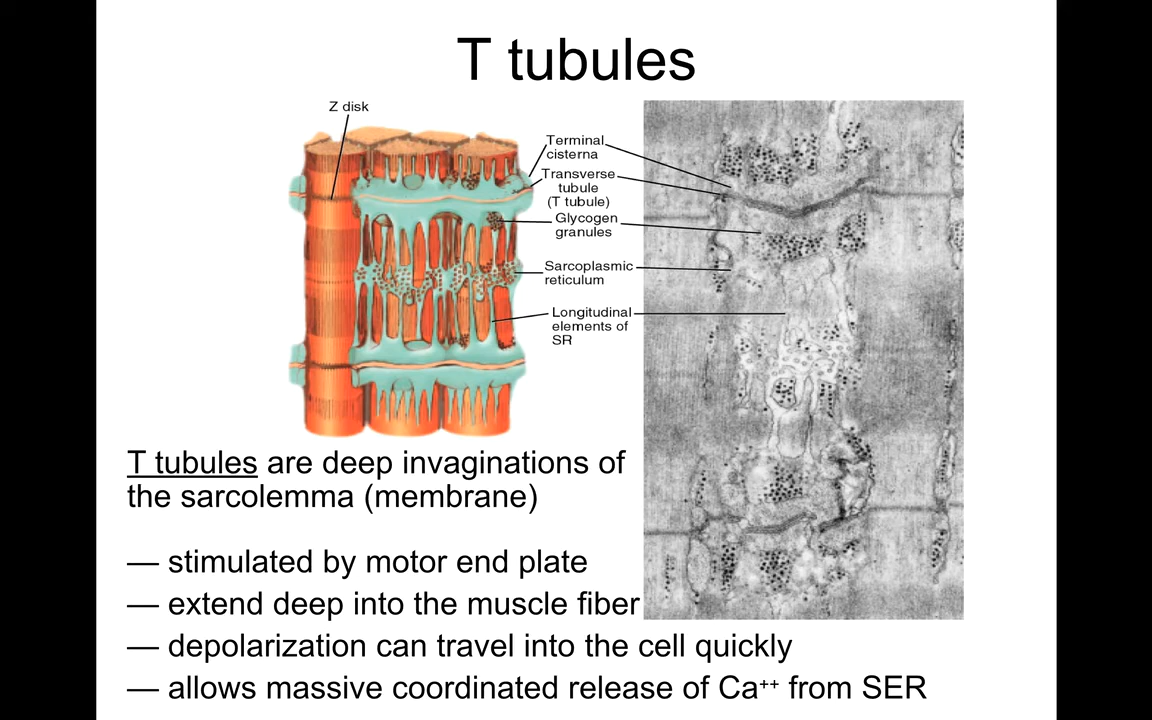 T tubules
Z disk
Terminal
cisterna
Transverse
tubule
(T tubule)
Glycogen
granules
Sarcoplasmic
reticulum
Longitudinal
elements of
SR
T tubules are deep invaginations of
the sarcolemma (membrane)
— stimulated by motor end plate
— extend deep into the muscle fiber
— depolarization can travel into the cell quickly
— allows massive coordinated release of Ca⁺⁺ from SER